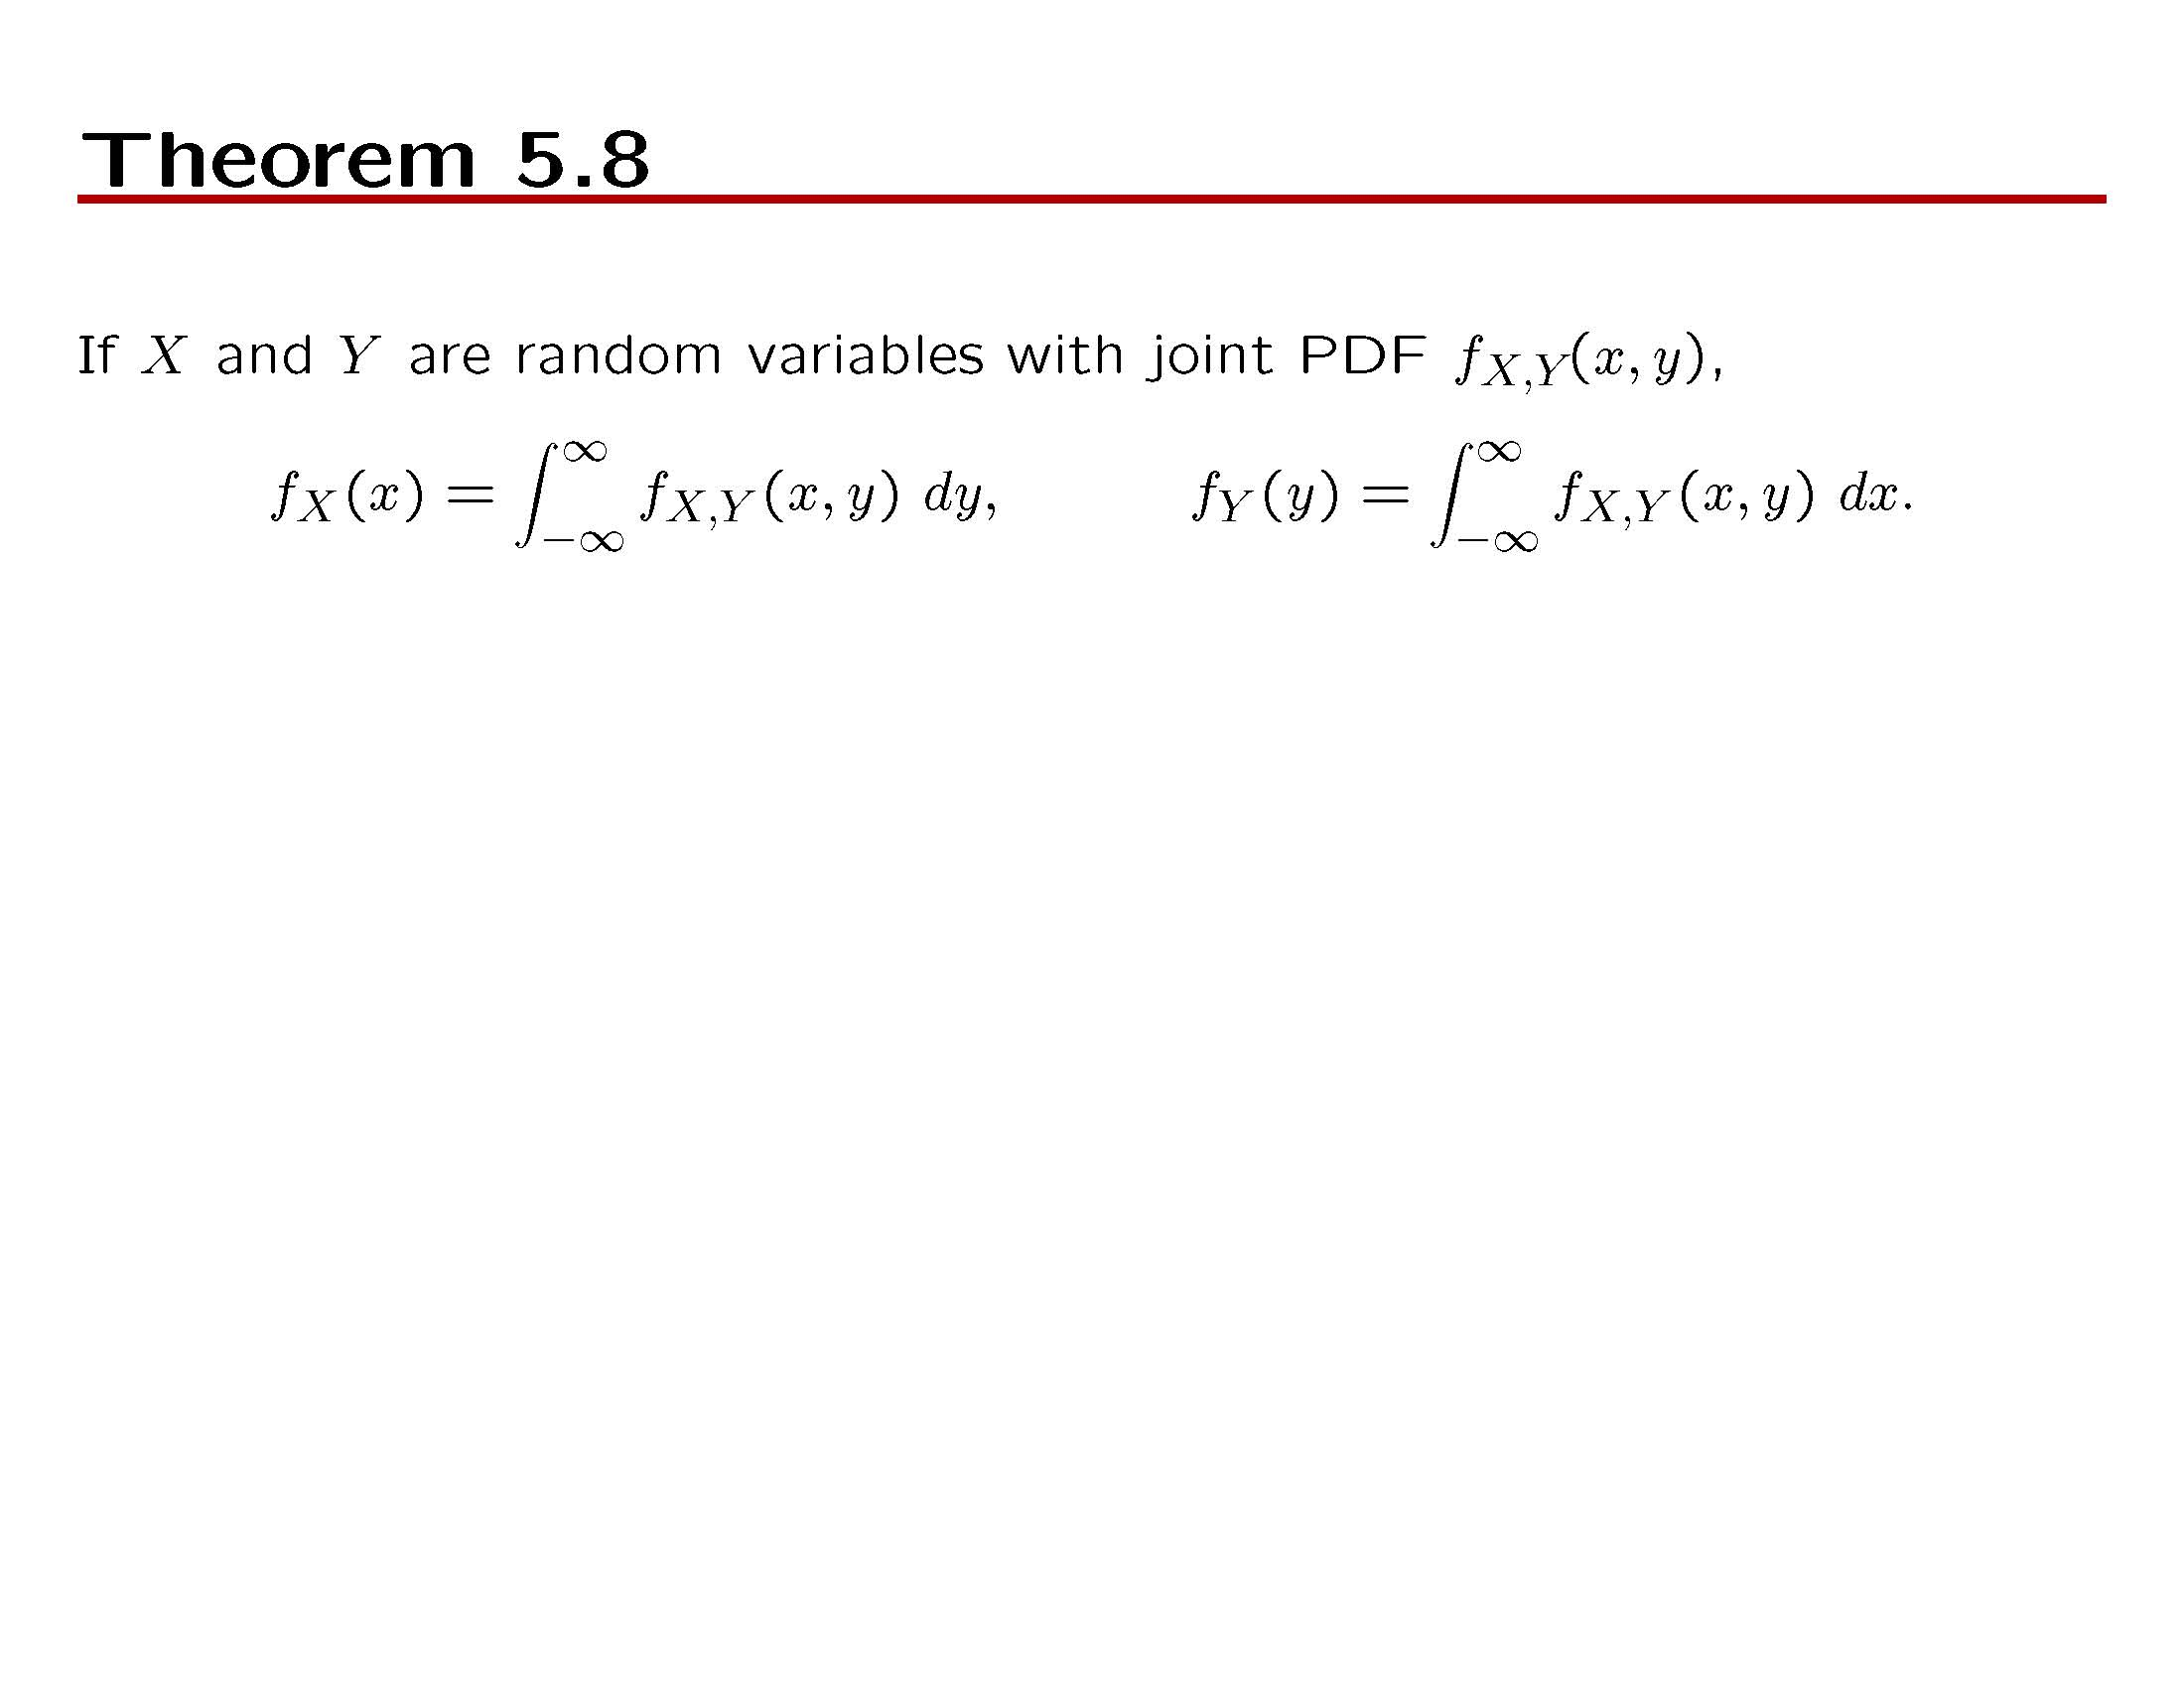 Theorem 5.8
If X and Y are random variables with joint PDF f_{X,Y}(x, y),
f_X(x) = ∫_{−∞}^{∞} f_{X,Y}(x, y) dy, f_Y(y) = ∫_{−∞}^{∞} f_{X,Y}(x, y) dx.